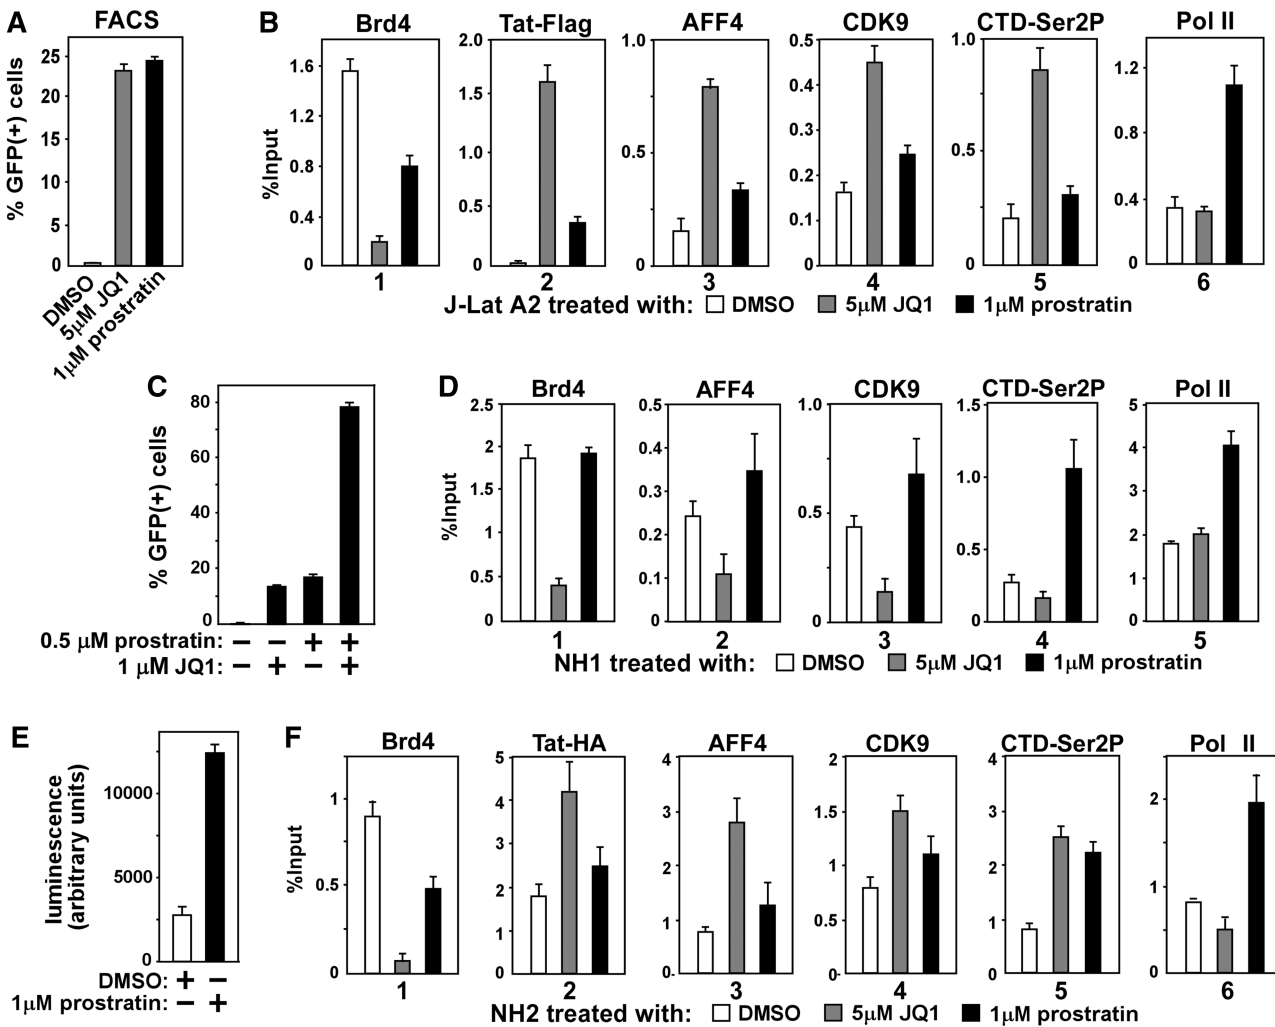 A
FACS
% GFP(+) cells
25
20
15
10
5
0
DMSO
5μM JQ1
1μM prostratin
B
Brd4
Tat-Flag
AFF4
CDK9
CTD-Ser2P
Pol II
%Input
1.6
1.2
0.8
0.4
0
2.0
1.5
1.0
0.5
0
1.0
0.5
0
0.5
0.4
0.3
0.2
0.1
0
1.0
0.5
0
1.2
0.8
0.4
0
1
2
3
4
5
6
J-Lat A2 treated with: DMSO 5μM JQ1 1μM prostratin
C
% GFP(+) cells
80
60
40
20
0
0.5 μM prostratin: − − + +
1 μM JQ1: − + − +
D
Brd4
AFF4
CDK9
CTD-Ser2P
Pol II
%Input
2.5
2
1.5
1
0.5
0
0.5
0.4
0.3
0.2
0.1
0
1.0
0.5
0
1.5
1.0
0.5
0
5
4
3
2
1
0
1
2
3
4
5
NH1 treated with: DMSO 5μM JQ1 1μM prostratin
E
luminescence
(arbitrary units)
10000
5000
0
DMSO: + −
1μM prostratin: − +
F
Brd4
Tat-HA
AFF4
CDK9
CTD-Ser2P
Pol II
%Input
1
0.5
0
5
4
3
2
1
0
4
3
2
1
0
2
1.5
1
0.5
0
4
3
2
1
0
2
1
0
1
2
3
4
5
6
NH2 treated with: DMSO 5μM JQ1 1μM prostratin